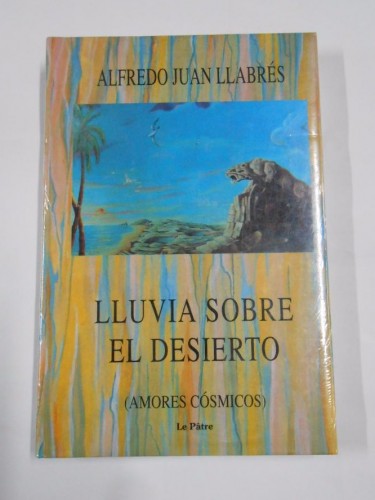 ALFREDO JUAN LLABRÉS
LLUVIA SOBRE
EL DESIERTO
(AMORES CÓSMICOS)
Le Pâtre